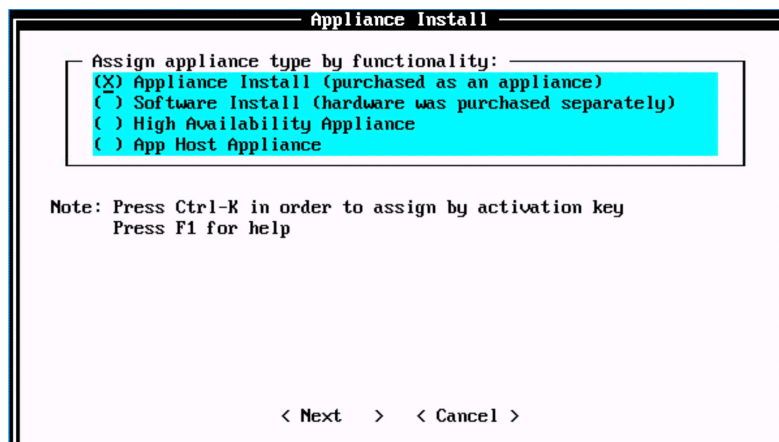 Appliance Install
Assign appliance type by functionality:
(X) Appliance Install (purchased as an appliance)
( ) Software Install (hardware was purchased separately)
( ) High Availability Appliance
( ) App Host Appliance
Note: Press Ctrl-K in order to assign by activation key
Press F1 for help
< Next > < Cancel >